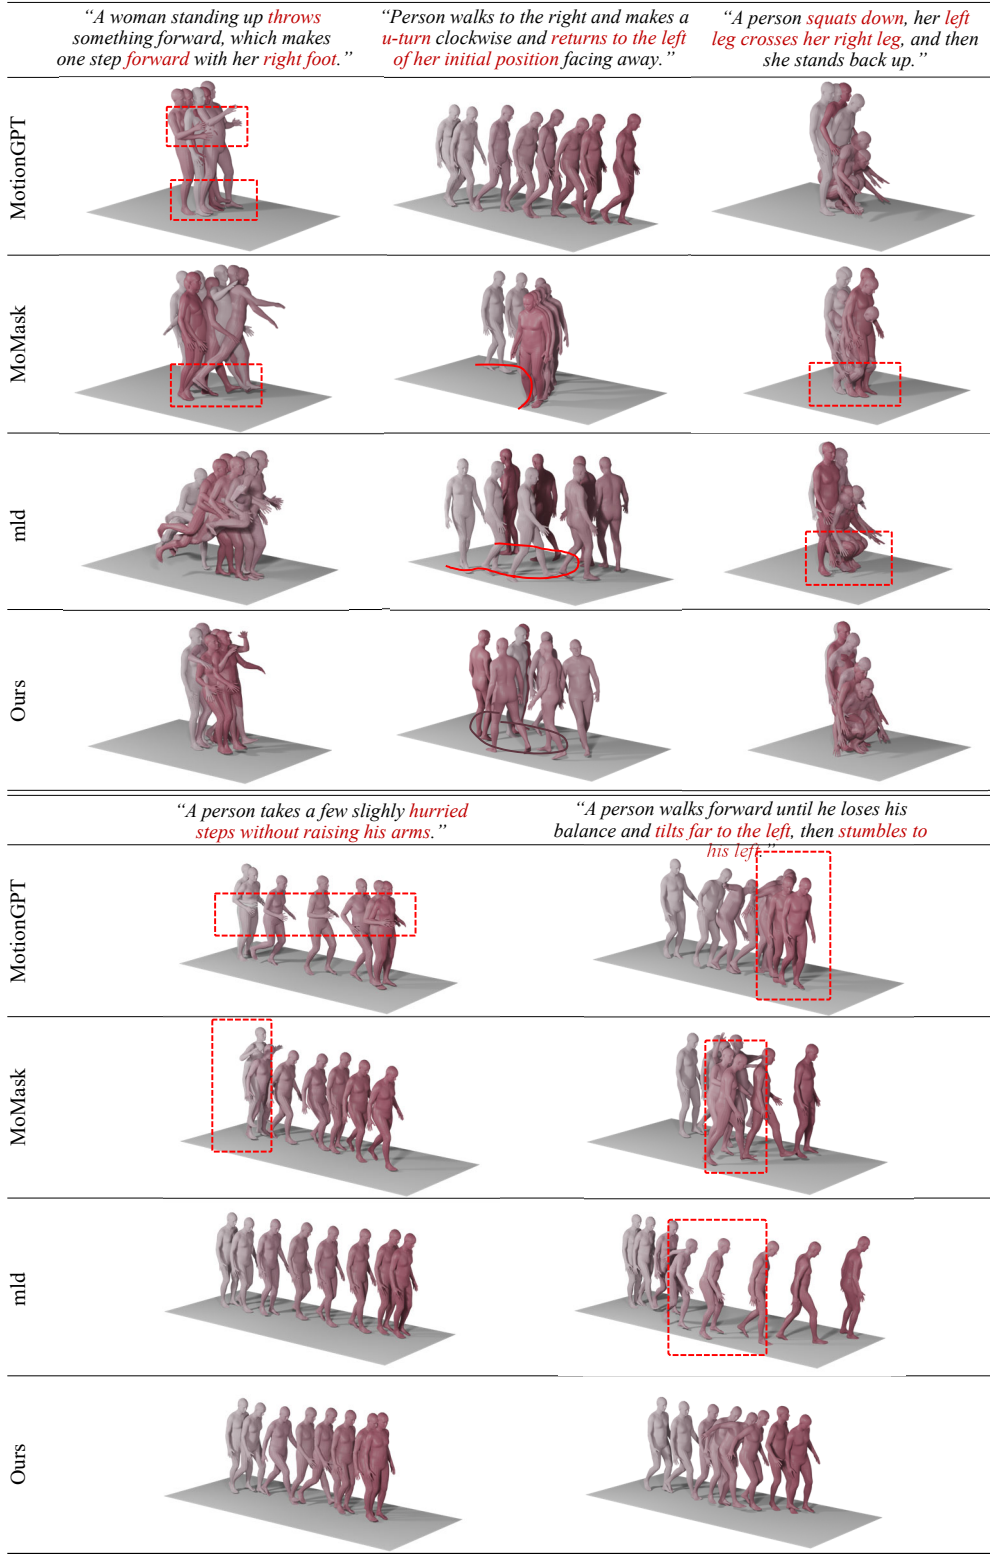 “A woman standing up throws
something forward, which makes
one step forward with her right foot.”
“Person walks to the right and makes a
u-turn clockwise and returns to the left
of her initial position facing away.”
“A person squats down, her left
leg crosses her right leg, and then
she stands back up.”
MotionGPT
MoMask
mld
Ours
“A person takes a few slighly hurried
steps without raising his arms.”
“A person walks forward until he loses his
balance and tilts far to the left, then stumbles to
his left.”
MotionGPT
MoMask
mld
Ours